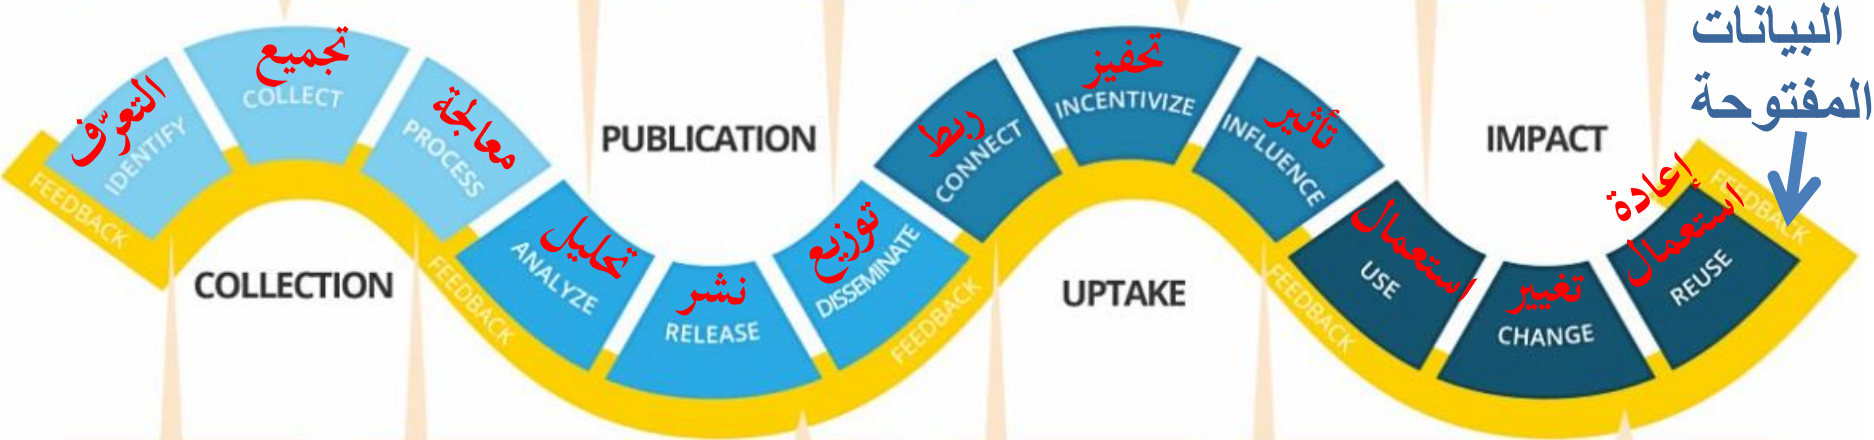 البيانات
المفتوحة
التعرّف
IDENTIFY
تجميع
COLLECT
معالجة
PROCESS
FEEDBACK
COLLECTION
تحليل
ANALYZE
نشر
RELEASE
توزيع
DISSEMINATE
FEEDBACK
FEEDBACK
PUBLICATION
ربط
CONNECT
تحفيز
INCENTIVIZE
تأثير
INFLUENCE
UPTAKE
FEEDBACK
استعمال
USE
تغيير
CHANGE
إعادة
استعمال
REUSE
FEEDBACK
IMPACT